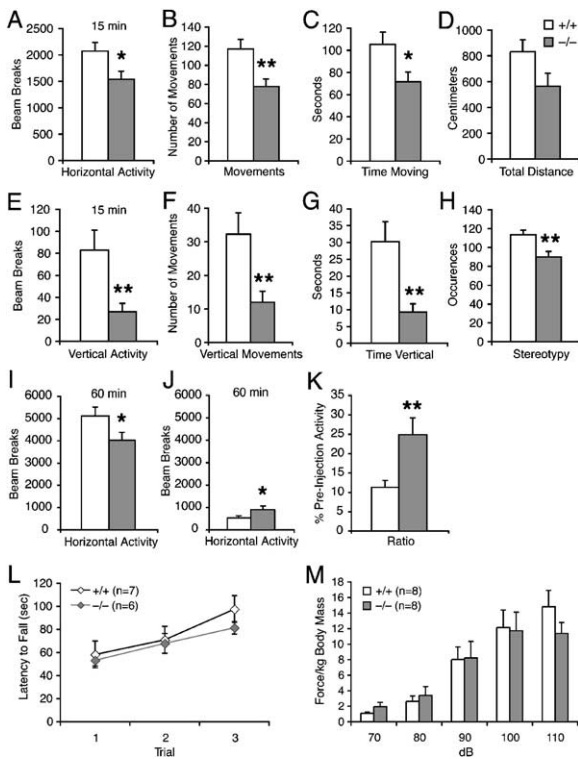 A
15 min
Beam Breaks
2500
2000
1500
1000
500
0
*
Horizontal Activity
B
Number of Movements
140
120
100
80
60
40
20
0
**
Movements
C
Seconds
120
100
80
60
40
20
0
*
Time Moving
D
Centimeters
1000
800
600
400
200
0
Total Distance
+/+
−/−
E
15 min
Beam Breaks
120
100
80
60
40
20
0
**
Vertical Activity
F
Number of Movements
40
30
20
10
0
**
Vertical Movements
G
Seconds
40
35
30
25
20
15
10
5
0
**
Time Vertical
H
Occurences
140
120
100
80
60
40
20
0
**
Stereotypy
I
60 min
Beam Breaks
6000
5000
4000
3000
2000
1000
0
*
Horizontal Activity
J
60 min
Beam Breaks
6000
5000
4000
3000
2000
1000
0
*
Horizontal Activity
K
% Pre-Injection Activity
35
30
25
20
15
10
5
0
**
Ratio
L
+/+ (n=7)
−/− (n=6)
Latency to Fall (sec)
120
100
80
60
40
20
0
1 2 3
Trial
M
+/+ (n=8)
−/− (n=8)
Force/kg Body Mass
18
16
14
12
10
8
6
4
2
0
70 80 90 100 110
dB